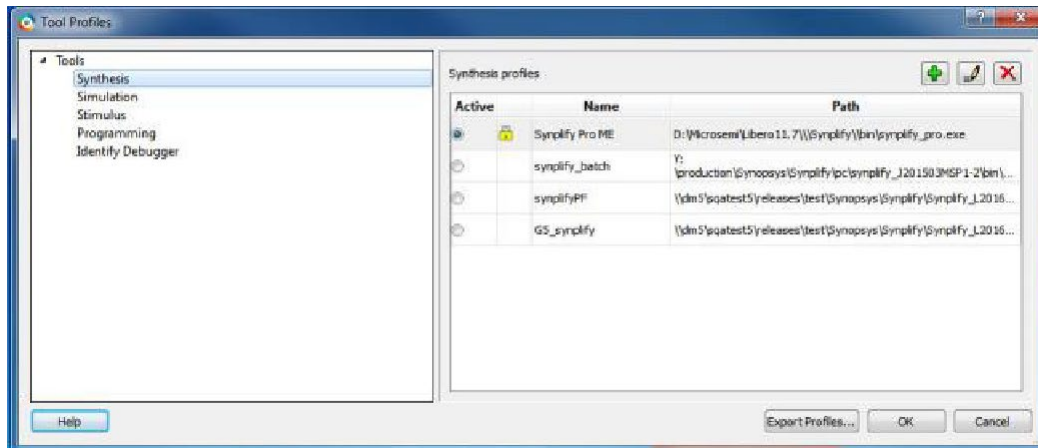 Tool Profiles
Tools
Synthesis
Simulation
Stimulus
Programming
Identify Debugger
Synthesis profiles
Active Name Path
Synplify Pro ME D:\Microsemi\Libero11.7\\\Synplify\\bin\synplify_pro.exe
synplify_batch Y:
\production\Synopsys\Synplify\pc\synplify_J201503MSP1-2\bin\...
synplifyPF \\dm5\sqatest5\releases\test\Synopsys\Synplify\Synplify_L2016...
GS_synplify \\dm5\sqatest5\releases\test\Synopsys\Synplify\Synplify_L2016...
Help Export Profiles... OK Cancel